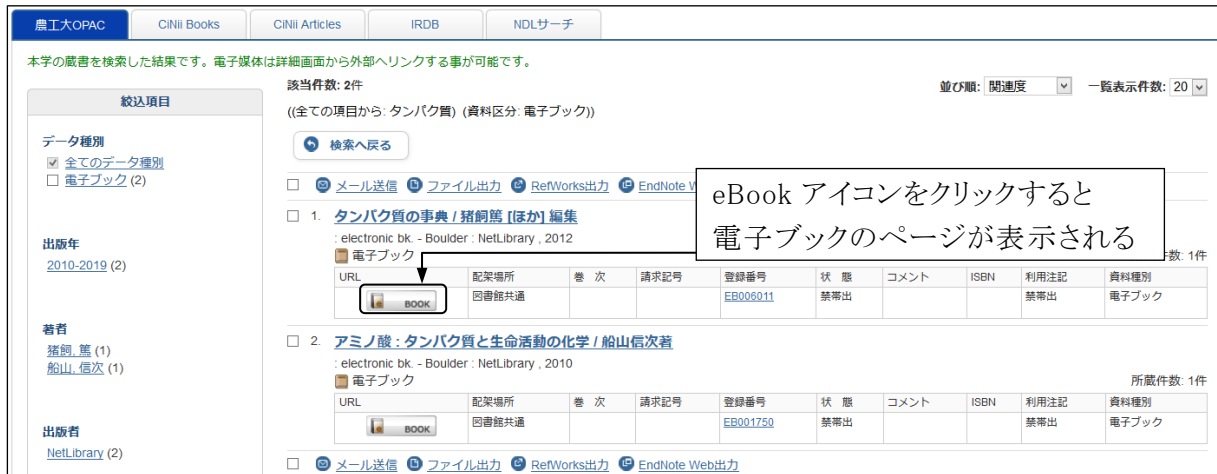 農工大OPAC CiNii Books CiNii Articles IRDB NDLサーチ
本学の蔵書を検索した結果です。電子媒体は詳細画面から外部へリンクする事が可能です。
絞込項目
データ種別
全てのデータ種別
電子ブック (2)
出版年
2010-2019 (2)
著者
猪飼, 篤 (1)
船山, 信次 (1)
出版者
NetLibrary (2)
該当件数: 2件
並び順: 関連度 一覧表示件数: 20
((全ての項目から: タンパク質) (資料区分: 電子ブック))
検索へ戻る
メール送信 ファイル出力 RefWorks出力 EndNote W
eBook アイコンをクリックすると
電子ブックのページが表示される
1. タンパク質の事典 / 猪飼篤 [ほか] 編集
: electronic bk. - Boulder : NetLibrary , 2012
電子ブック 件数: 1件
URL 配架場所 巻 次 請求記号 登録番号 状 態 コメント ISBN 利用注記 資料種別
BOOK 図書館共通 EB006011 禁帯出 禁帯出 電子ブック
2. アミノ酸 : タンパク質と生命活動の化学 / 船山信次著
: electronic bk. - Boulder : NetLibrary , 2010
電子ブック 所蔵件数: 1件
URL 配架場所 巻 次 請求記号 登録番号 状 態 コメント ISBN 利用注記 資料種別
BOOK 図書館共通 EB001750 禁帯出 禁帯出 電子ブック
メール送信 ファイル出力 RefWorks出力 EndNote Web出力